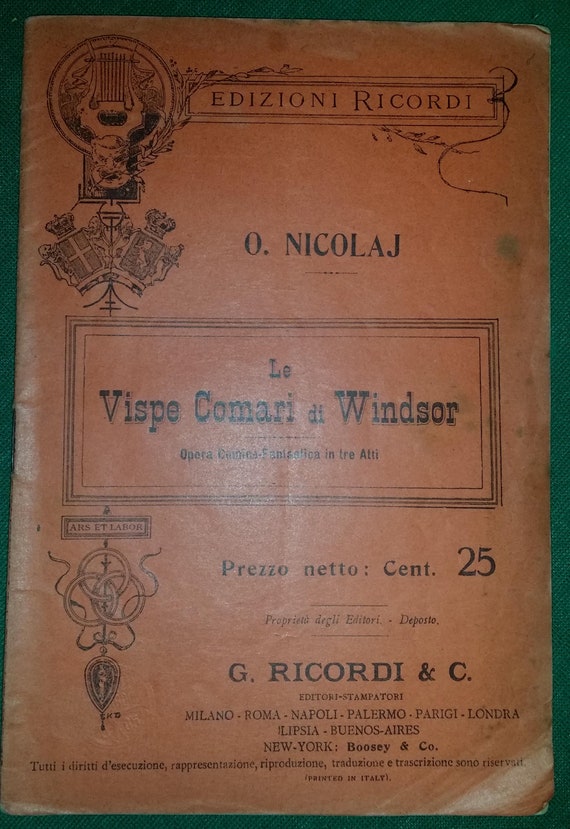 EDIZIONI RICORDI
O. NICOLAJ
Le
Vispe Comari di Windsor
Opera Comica-Fantastica in tre Atti
ARS ET LABOR
Prezzo netto: Cent. 25
Proprietà degli Editori. - Deposto.
G. RICORDI & C.
EDITORI-STAMPATORI
MILANO - ROMA - NAPOLI - PALERMO - PARIGI - LONDRA
LIPSIA - BUENOS-AIRES
NEW-YORK: Boosey & Co.
Tutti i diritti d'esecuzione, rappresentazione, riproduzione, traduzione e trascrizione sono riservati.
(PRINTED IN ITALY).